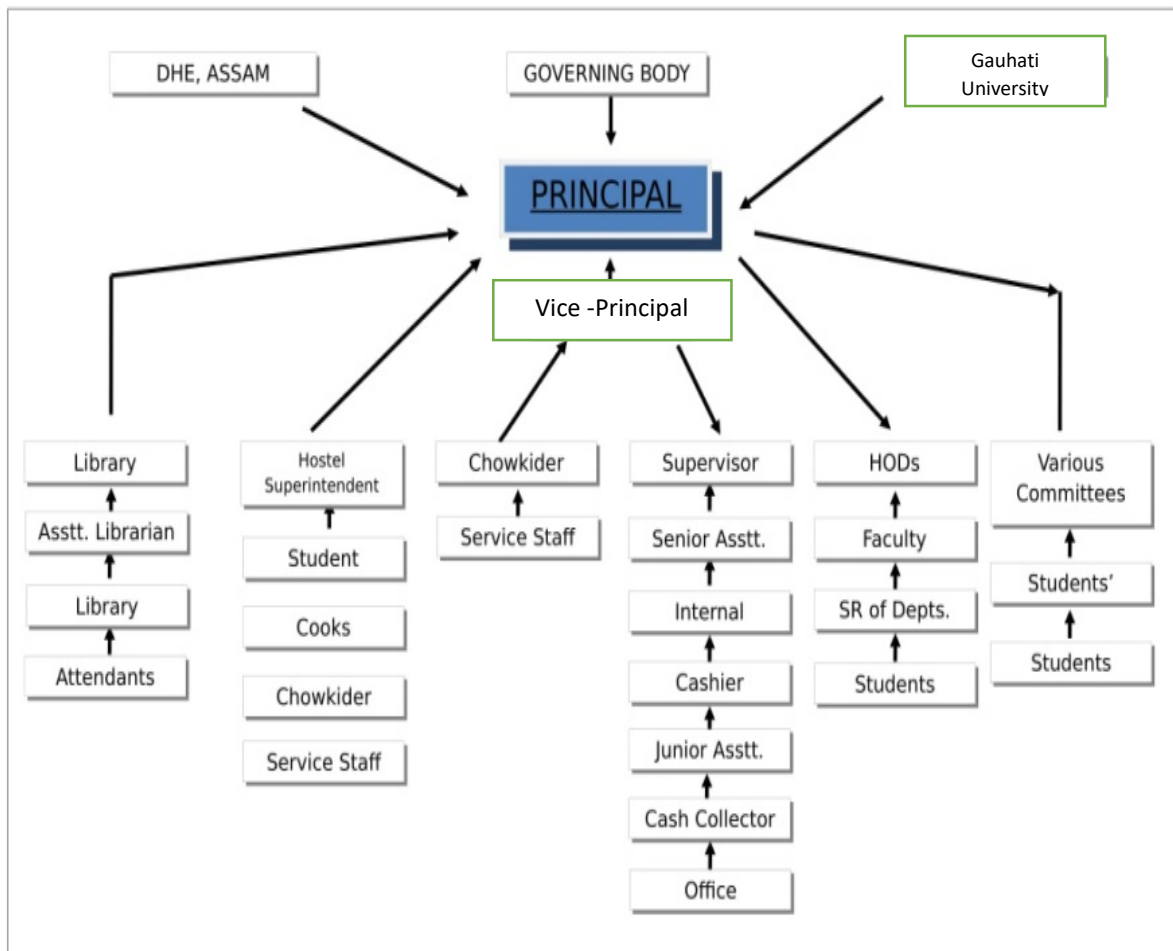 DHE, ASSAM
GOVERNING BODY
Gauhati
University
PRINCIPAL
Vice -Principal
Library
Asstt. Librarian
Library
Attendants
Hostel
Superintendent
Student
Cooks
Chowkider
Service Staff
Chowkider
Service Staff
Supervisor
Senior Asstt.
Internal
Cashier
Junior Asstt.
Cash Collector
Office
HODs
Faculty
SR of Depts.
Students
Various
Committees
Students’
Students